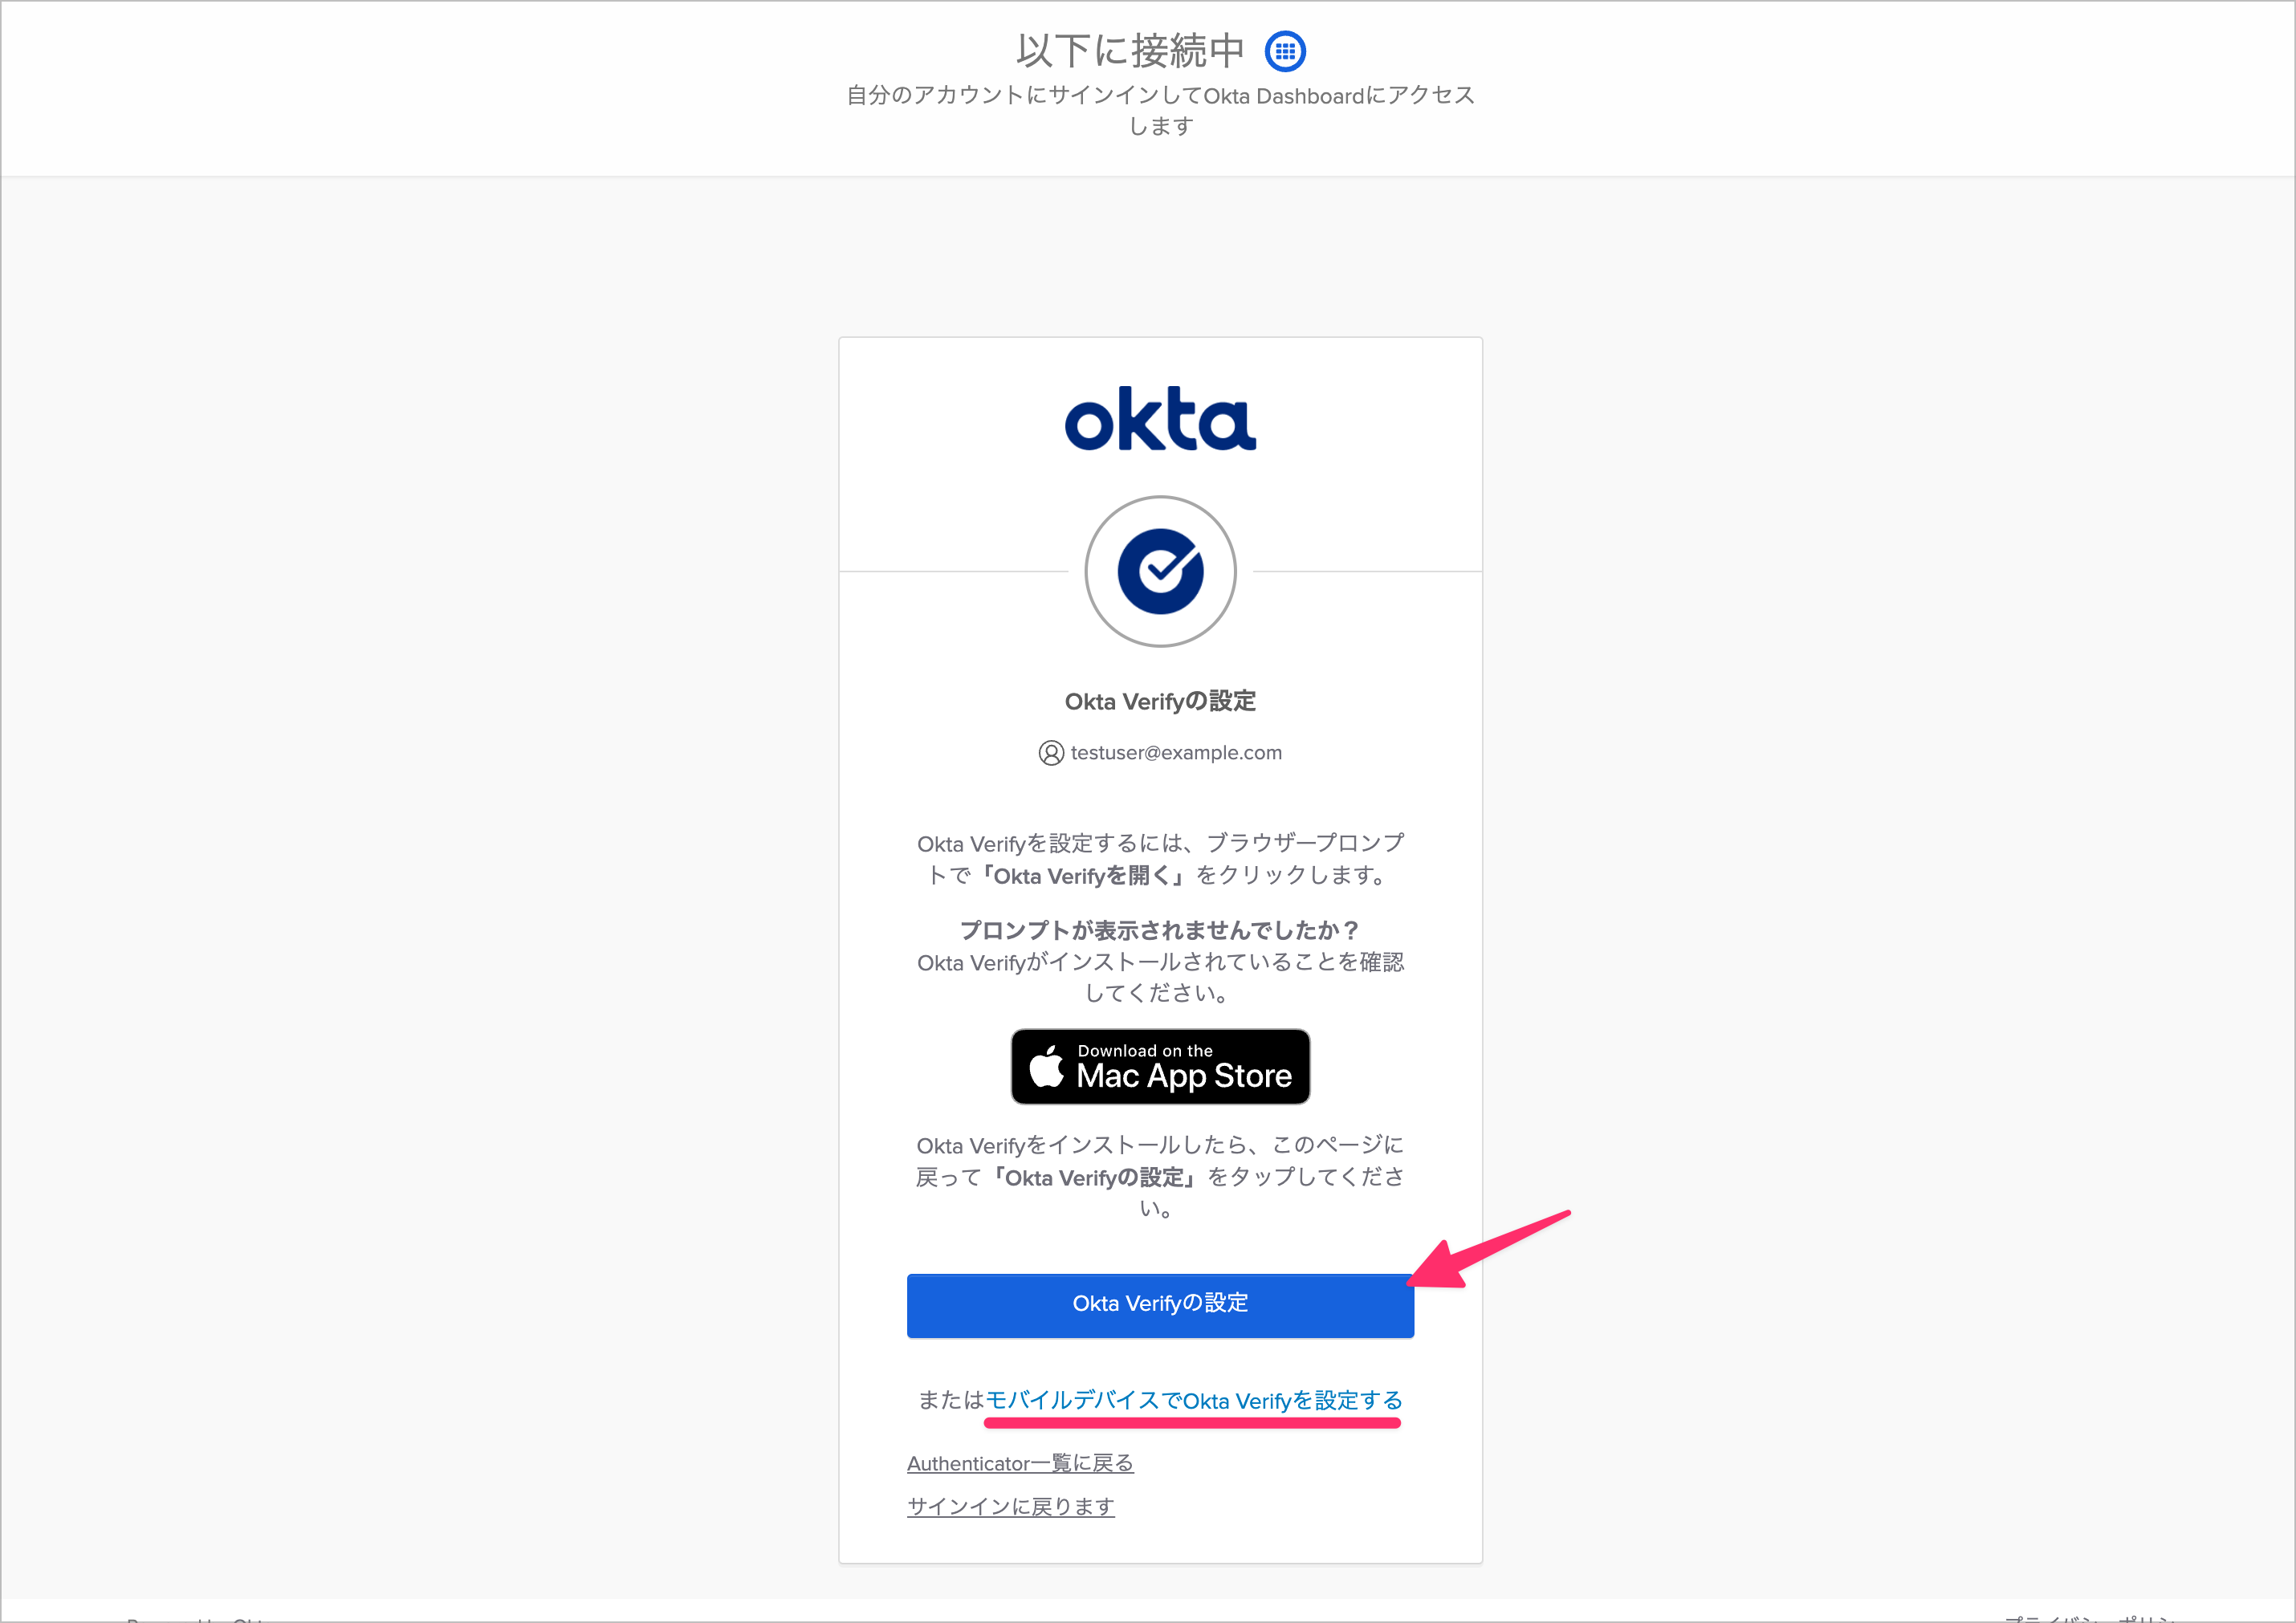 以下に接続中
自分のアカウントにサインインしてOkta Dashboardにアクセス
します
okta
Okta Verifyの設定
testuser@example.com
Okta Verifyを設定するには、ブラウザープロンプ
トで「Okta Verifyを開く」をクリックします。
プロンプトが表示されませんでしたか？
Okta Verifyがインストールされていることを確認
してください。
Download on the
Mac App Store
Okta Verifyをインストールしたら、このページに
戻って「Okta Verifyの設定」をタップしてくださ
い。
Okta Verifyの設定
またはモバイルデバイスでOkta Verifyを設定する
Authenticator一覧に戻る
サインインに戻ります